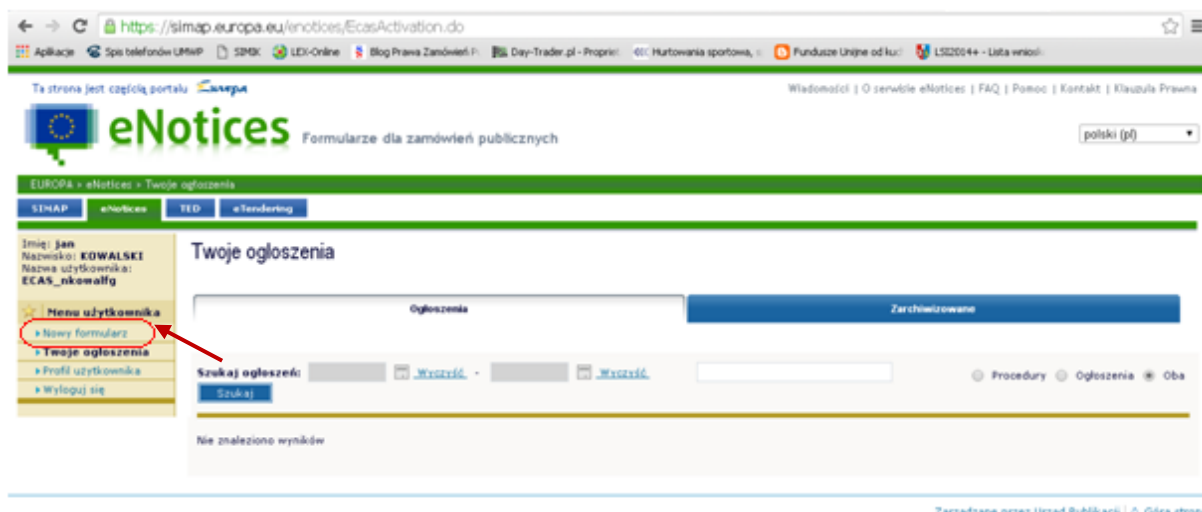 https://simap.europa.eu/enotices/EcasActivation.do
Aplikacje Spis telefonów UMWP SIMIK LEX-Online Blog Prawa Zamówień Day-Trader.pl - Propriet Hurtowania sportowa, Fundusze Unijne od LSI2014+ - Lista
Ta strona jest częścią portalu Europa
Wiadomości | O serwisie eNotices | FAQ | Pomoc | Kontakt | Klauzula Prawna
eNotices Formularze dla zamówień publicznych
polski (pl)
EUROPA > eNotices > Twoje ogłoszenia
SIMAP eNotices TED eTendering
Imię: jan
Nazwisko: KOWALSKI
Nazwa użytkownika:
ECAS_nkowalfg
Menu użytkownika
Nowy formularz
Twoje ogłoszenia
Profil użytkownika
Wyloguj się
Twoje ogłoszenia
Ogłoszenia Zarchiwizowane
Szukaj ogłoszeń: Wyczyść - Wyczyść Procedury Ogłoszenia Oba
Szukaj
Nie znaleziono wyników
Zarządzane przez Urząd Publikacji | Góra